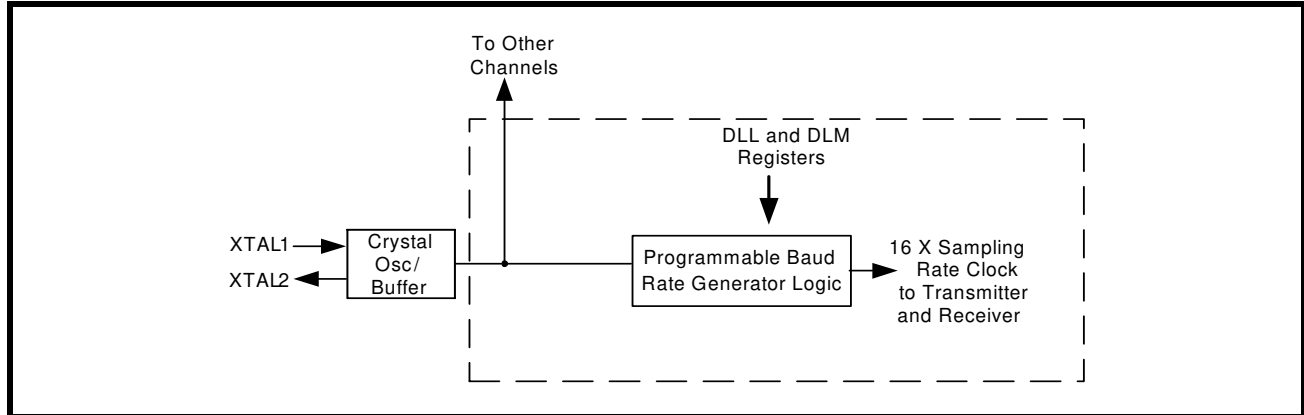 To Other
Channels
DLL and DLM
Registers
XTAL1
XTAL2
Crystal
Osc/
Buffer
Programmable Baud
Rate Generator Logic
16 X Sampling
Rate Clock
to Transmitter
and Receiver